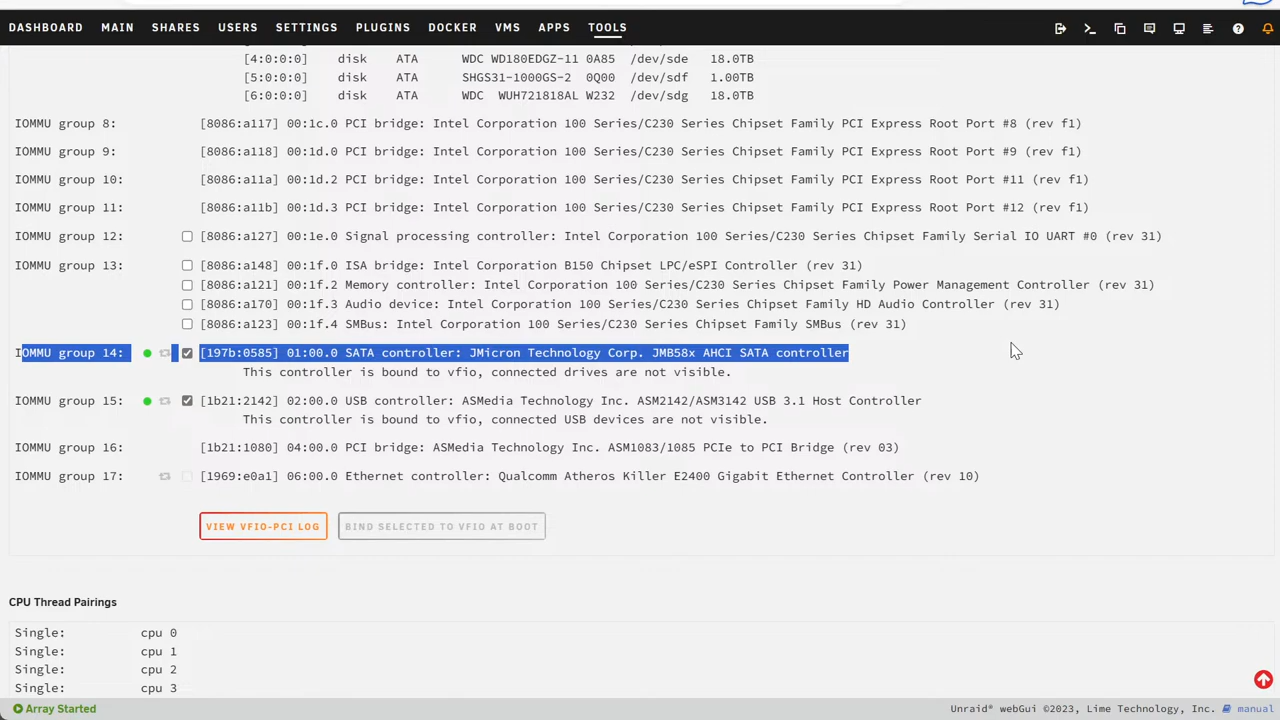 DASHBOARD MAIN SHARES USERS SETTINGS PLUGINS DOCKER VMS APPS TOOLS
[4:0:0:0] disk ATA WDC WD180EDGZ-11 0A85 /dev/sde 18.0TB
[5:0:0:0] disk ATA SHGS31-1000GS-2 0Q00 /dev/sdf 1.00TB
[6:0:0:0] disk ATA WDC WUH721818AL W232 /dev/sdg 18.0TB
IOMMU group 8: [8086:a117] 00:1c.0 PCI bridge: Intel Corporation 100 Series/C230 Series Chipset Family PCI Express Root Port #8 (rev f1)
IOMMU group 9: [8086:a118] 00:1d.0 PCI bridge: Intel Corporation 100 Series/C230 Series Chipset Family PCI Express Root Port #9 (rev f1)
IOMMU group 10: [8086:a11a] 00:1d.2 PCI bridge: Intel Corporation 100 Series/C230 Series Chipset Family PCI Express Root Port #11 (rev f1)
IOMMU group 11: [8086:a11b] 00:1d.3 PCI bridge: Intel Corporation 100 Series/C230 Series Chipset Family PCI Express Root Port #12 (rev f1)
IOMMU group 12: [8086:a127] 00:1e.0 Signal processing controller: Intel Corporation 100 Series/C230 Series Chipset Family Serial IO UART #0 (rev 31)
IOMMU group 13: [8086:a148] 00:1f.0 ISA bridge: Intel Corporation B150 Chipset LPC/eSPI Controller (rev 31)
[8086:a121] 00:1f.2 Memory controller: Intel Corporation 100 Series/C230 Series Chipset Family Power Management Controller (rev 31)
[8086:a170] 00:1f.3 Audio device: Intel Corporation 100 Series/C230 Series Chipset Family HD Audio Controller (rev 31)
[8086:a123] 00:1f.4 SMBus: Intel Corporation 100 Series/C230 Series Chipset Family SMBus (rev 31)
IOMMU group 14: [197b:0585] 01:00.0 SATA controller: JMicron Technology Corp. JMB58x AHCI SATA controller
This controller is bound to vfio, connected drives are not visible.
IOMMU group 15: [1b21:2142] 02:00.0 USB controller: ASMedia Technology Inc. ASM2142/ASM3142 USB 3.1 Host Controller
This controller is bound to vfio, connected USB devices are not visible.
IOMMU group 16: [1b21:1080] 04:00.0 PCI bridge: ASMedia Technology Inc. ASM1083/1085 PCIe to PCI Bridge (rev 03)
IOMMU group 17: [1969:e0a1] 06:00.0 Ethernet controller: Qualcomm Atheros Killer E2400 Gigabit Ethernet Controller (rev 10)
VIEW VFIO-PCI LOG BIND SELECTED TO VFIO AT BOOT
CPU Thread Pairings
Single: cpu 0
Single: cpu 1
Single: cpu 2
Single: cpu 3
Array Started Unraid® webGui ©2023, Lime Technology, Inc. manual